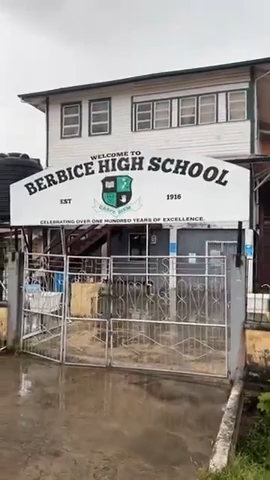 WELCOME TO
BERBICE HIGH SCHOOL
EST 1916
CELEBRATING OVER ONE HUNDRED YEARS OF EXCELLENCE.